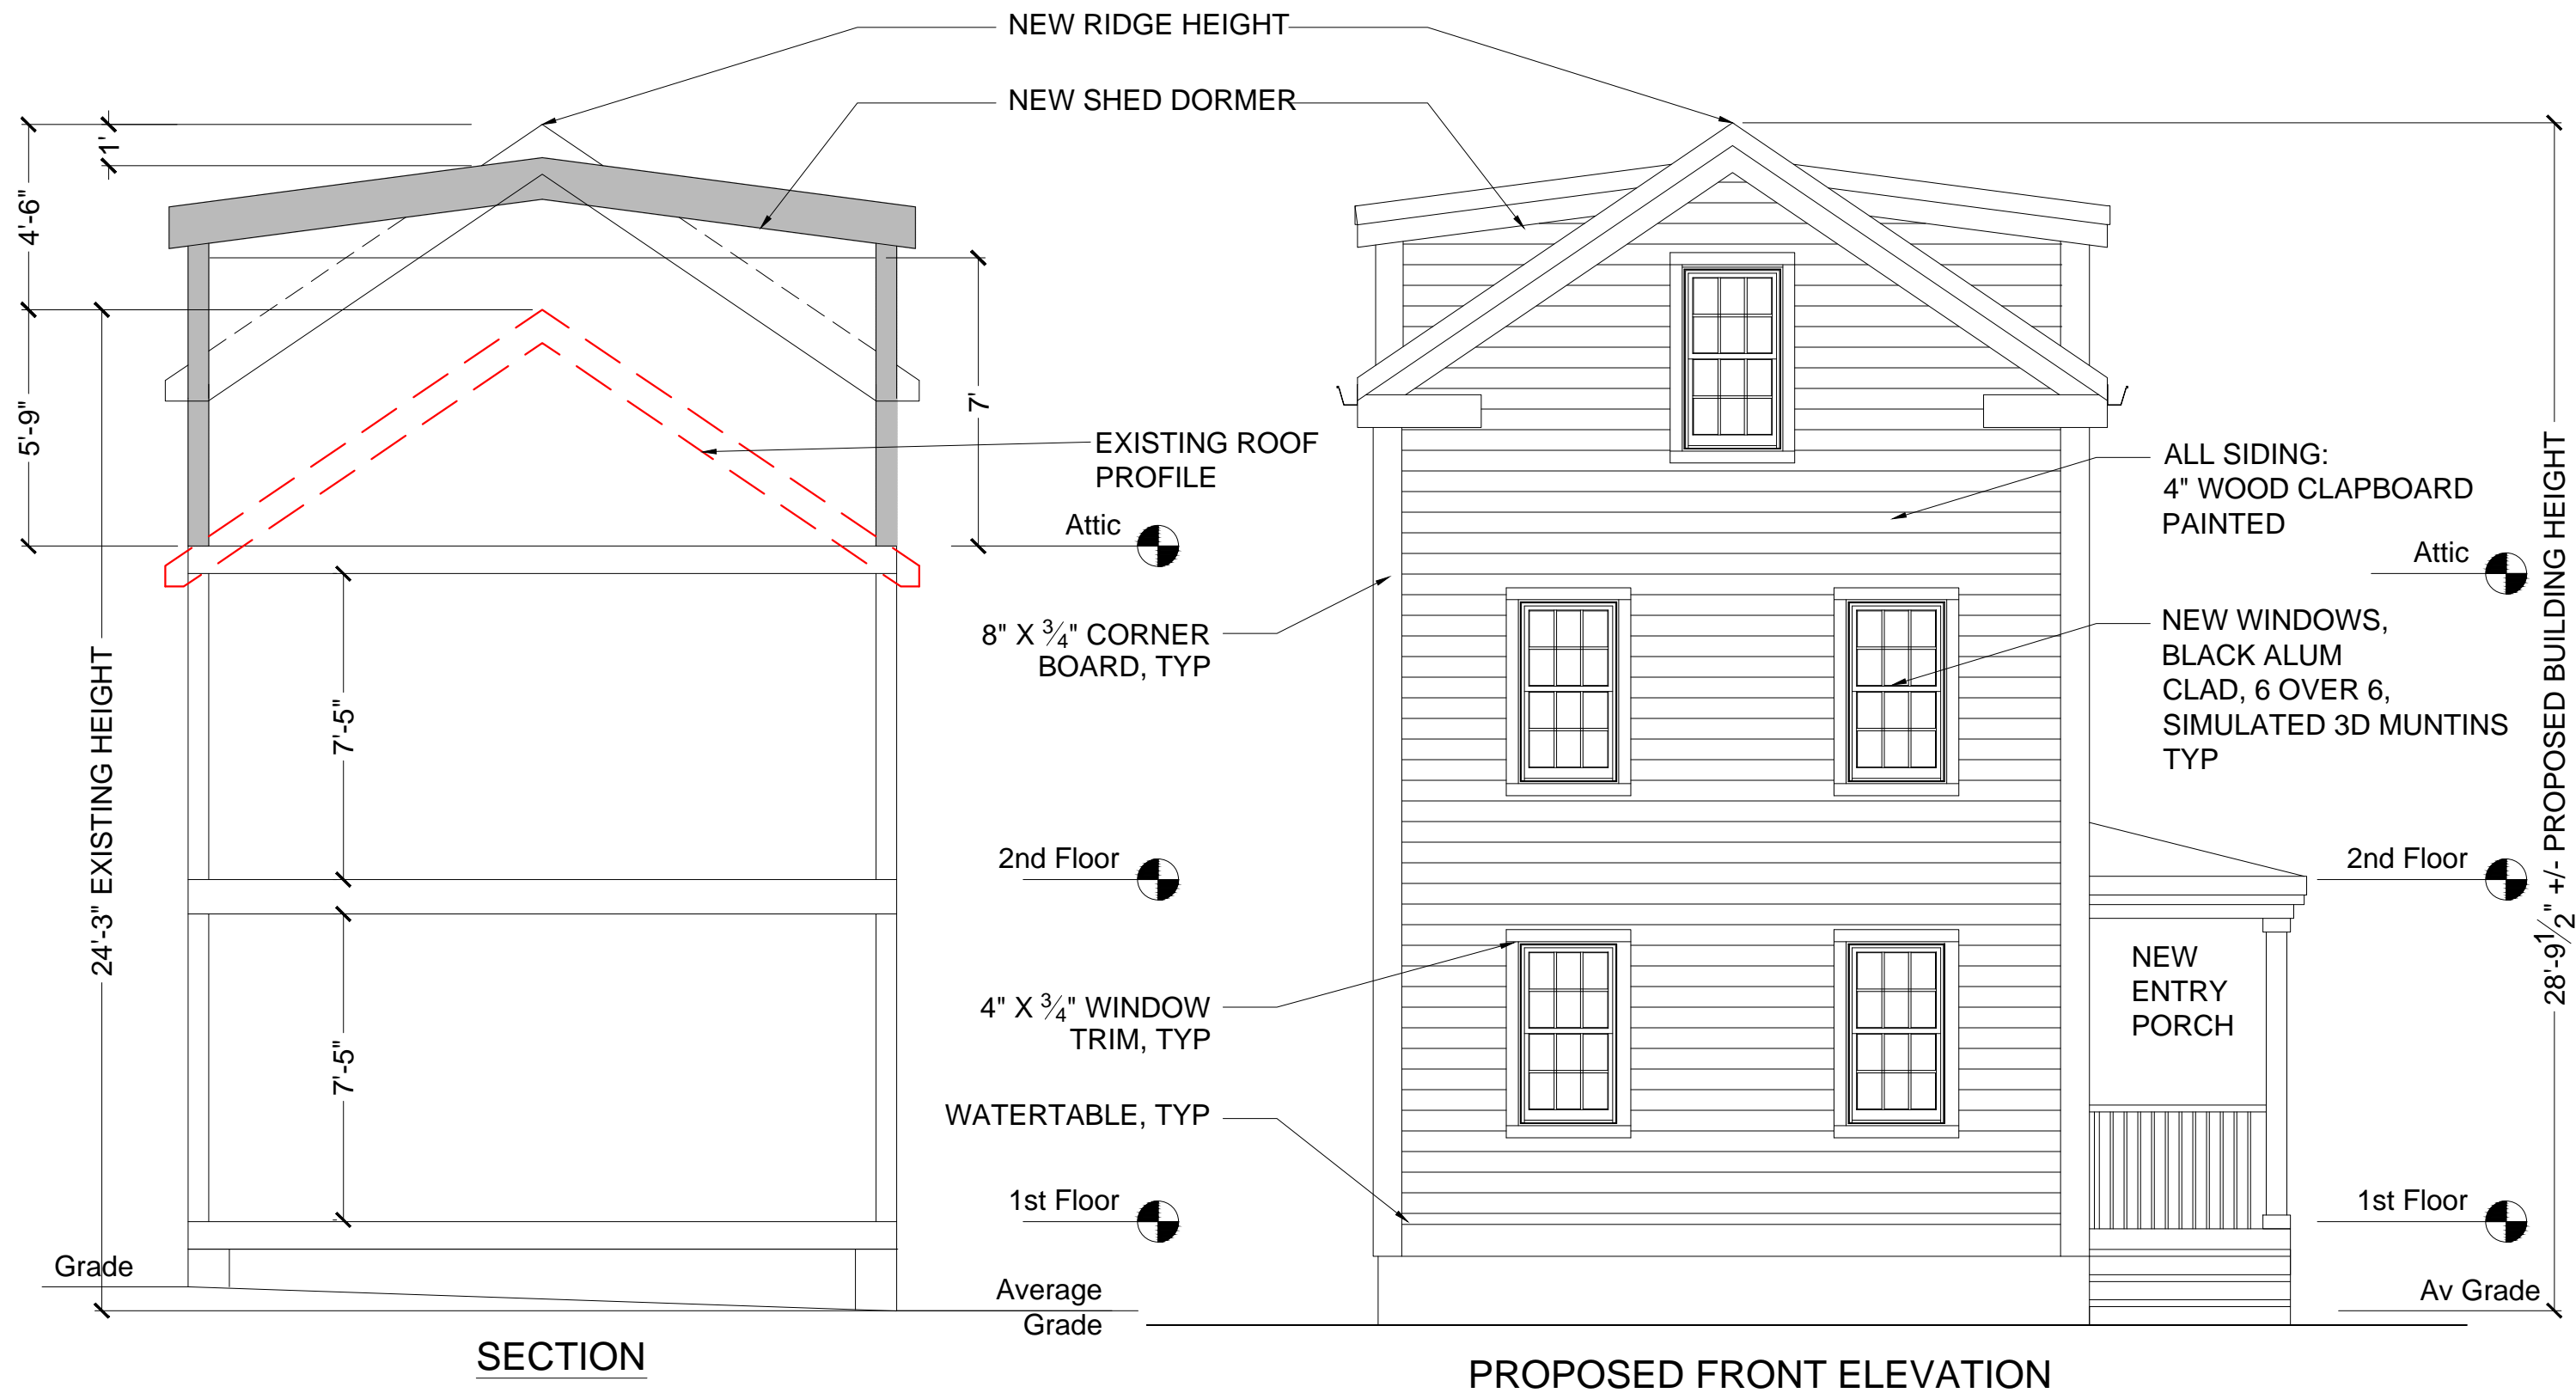 NEW RIDGE HEIGHT
NEW SHED DORMER
1'
4'-6"
5'-9"
7'
EXISTING ROOF
PROFILE
Attic
ALL SIDING:
4" WOOD CLAPBOARD
PAINTED
Attic
8" X 3/4" CORNER
BOARD, TYP
NEW WINDOWS,
BLACK ALUM
CLAD, 6 OVER 6,
SIMULATED 3D MUNTINS
TYP
24'-3" EXISTING HEIGHT
7'-5"
28'-9 1/2" +/- PROPOSED BUILDING HEIGHT
2nd Floor
2nd Floor
4" X 3/4" WINDOW
TRIM, TYP
NEW
ENTRY
PORCH
7'-5"
WATERTABLE, TYP
1st Floor
1st Floor
Grade
Average
Grade
Av Grade
SECTION
PROPOSED FRONT ELEVATION